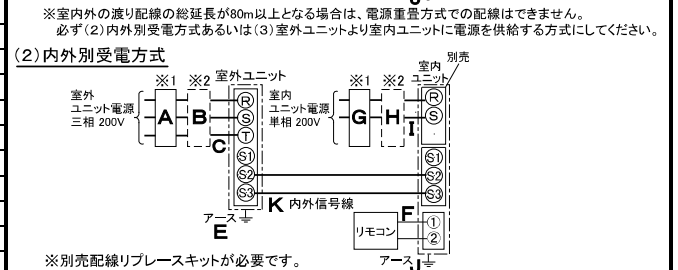 ※室内外の渡り配線の総延長が80m以上となる場合は、電源重畳方式での配線はできません。
必ず(2)内外別受電方式あるいは(3)室外ユニットより室内ユニットに電源を供給する方式にしてください。
(2)内外別受電方式
別売
※1 ※2 室外ユニット
※1 ※2 室内ユニット
室外
ユニット電源
三相 200V
A B C
R
S
T
S1
S2
S3
室内
ユニット電源
単相 200V
G H I
R
S
S1
S2
S3
K 内外信号線
アース
E
リモコン
F
①
②
アース
J
※別売配線リプレースキットが必要です。